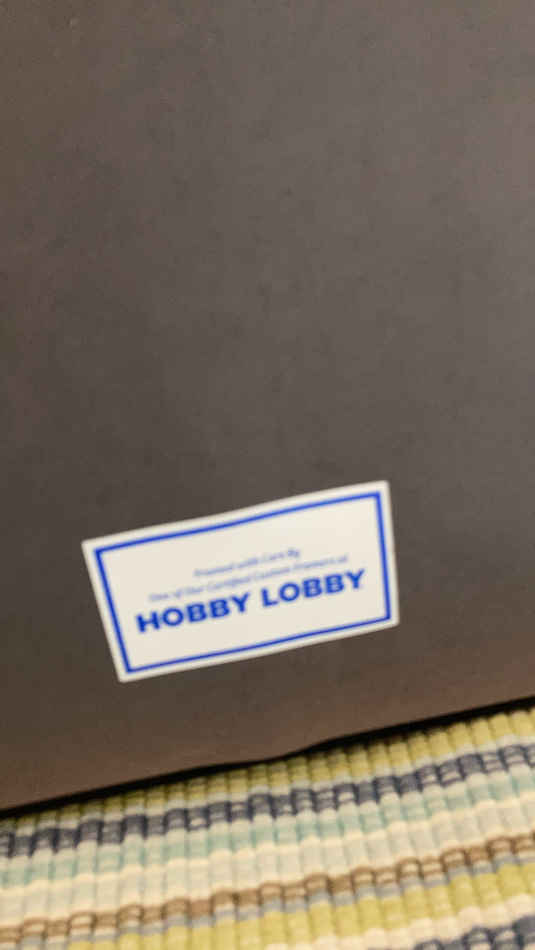 Framed with Care By
One of Our Certified Custom Framers at
HOBBY LOBBY